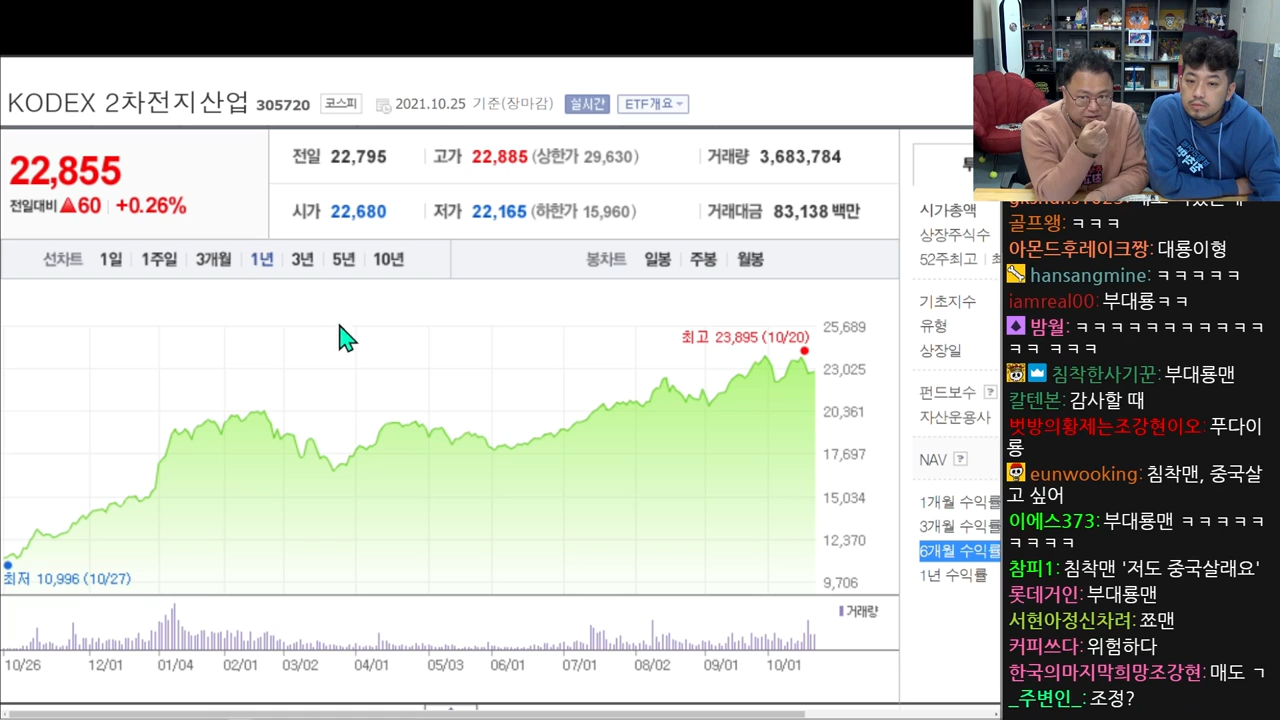 KODEX 2차전지산업 305720 코스피 2021.10.25 기준(장마감) 실시간 ETF개요
22,855
전일대비 ▲60 +0.26%
전일 22,795 고가 22,885 (상한가 29,630) 거래량 3,683,784
시가 22,680 저가 22,165 (하한가 15,960) 거래대금 83,138 백만
선차트 1일 1주일 3개월 1년 3년 5년 10년 봉차트 일봉 주봉 월봉
최고 23,895 (10/20)
25,689
23,025
20,361
17,697
15,034
12,370
9,706
최저 10,996 (10/27)
거래량
10/26 12/01 01/04 02/01 03/02 04/01 05/03 06/01 07/01 08/02 09/01 10/01
시가총액
상장주식수
52주최고
기초지수
유형
상장일
펀드보수 ?
자산운용사
NAV ?
1개월 수익률
3개월 수익률
6개월 수익률
1년 수익률
골프왱: ㅋㅋㅋ
아몬드후레이크짱: 대룡이형
hansangmine: ㅋㅋㅋㅋㅋ
iamreal00: 부대룡ㅋㅋ
밤월: ㅋㅋㅋㅋㅋㅋㅋㅋㅋㅋㅋ
ㅋㅋ ㅋㅋㅋ
침착한사기꾼: 부대룡맨
칼텐본: 감사할 때
벗방의황제는조강현이오: 푸다이
룡
eunwooking: 침착맨, 중국살
고 싶어
이에스373: 부대룡맨 ㅋㅋㅋㅋㅋ
ㅋㅋㅋㅋ
참피1: 침착맨 '저도 중국살래요'
롯데거인: 부대룡맨
서현아정신차려: 쪼맨
커피쓰다: 위험하다
한국의마지막희망조강현: 매도 ㄱ
_주변인_: 조정?